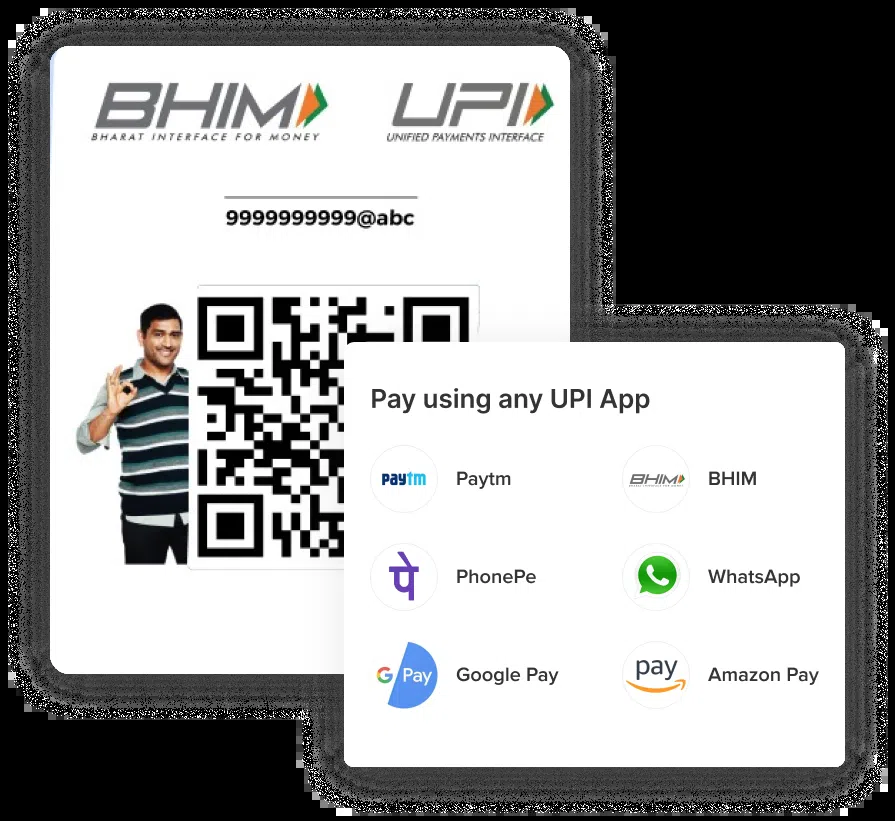 BHIM UPI
BHARAT INTERFACE FOR MONEY UNIFIED PAYMENTS INTERFACE
9999999999@abc
Pay using any UPI App
paytm Paytm
BHIM BHIM
पे PhonePe
WhatsApp
G Pay Google Pay
pay Amazon Pay